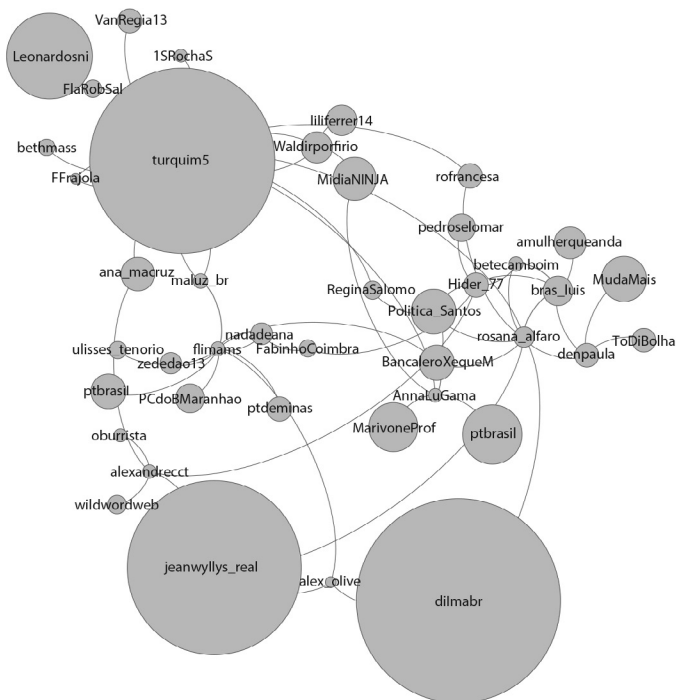 VanRegia13
Leonardosni
1SRochaS
FlaRobSal
liliferrer14
bethmass
Waldirporfirio
turquim5
FFrajola
MidiaNINJA
rofrancesa
pedroselomar
amulherqueanda
betecamboim
ana_macruz
maluz_br
ReginaSalomo
Hider_77
bras_luis
MudaMais
Politica_Santos
nadadeana
rosana_alfaro
ToDiBolha
ulisses_tenorio
flimams
FabinhoCoimbra
denpaula
zededao13
BancaleiroXequeM
ptbrasil
PCdoBMaranhao
AnnaLuGama
ptdeminas
MarivoneProf
ptbrasil
oburrista
alexandrecct
wildwordweb
jeanwyllys_real
alex_olive
dilmabr